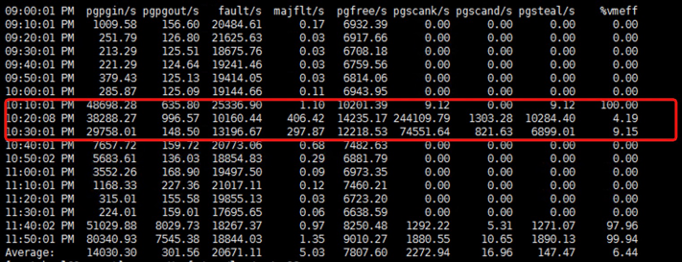 09:00:01 PM pgpgin/s pgpgout/s fault/s majflt/s pgfree/s pgscank/s pgscand/s pgsteal/s %vmeff
09:10:01 PM 1009.58 156.60 20484.61 0.17 6932.39 0.00 0.00 0.00 0.00
09:20:01 PM 251.79 126.80 21625.63 0.03 6917.66 0.00 0.00 0.00 0.00
09:30:01 PM 213.29 125.51 18675.76 0.03 6708.18 0.00 0.00 0.00 0.00
09:40:01 PM 221.29 124.64 19241.46 0.03 6759.56 0.00 0.00 0.00 0.00
09:50:01 PM 379.43 125.13 19414.05 0.03 6814.06 0.00 0.00 0.00 0.00
10:00:01 PM 285.87 125.09 19144.66 0.11 6943.95 0.00 0.00 0.00 0.00
10:10:01 PM 48698.28 635.80 25336.90 1.10 10201.39 9.12 0.00 9.12 100.00
10:20:08 PM 38288.27 996.57 10160.44 406.42 14235.17 244109.79 1303.28 10284.40 4.19
10:30:01 PM 29758.01 148.50 13196.67 297.87 12218.53 74551.64 821.63 6899.01 9.15
10:40:01 PM 7657.72 159.72 20773.06 0.68 7482.63 0.00 0.00 0.00 0.00
10:50:02 PM 5683.61 136.03 18854.83 0.29 6881.79 0.00 0.00 0.00 0.00
11:00:01 PM 3552.26 168.90 19497.50 0.09 6973.35 0.00 0.00 0.00 0.00
11:10:01 PM 1168.33 227.36 21017.11 0.12 7460.21 0.00 0.00 0.00 0.00
11:20:01 PM 315.01 155.58 19855.13 0.03 6723.20 0.00 0.00 0.00 0.00
11:30:01 PM 224.01 159.01 17695.65 0.06 6638.59 0.00 0.00 0.00 0.00
11:40:02 PM 51029.88 8029.73 18267.37 0.97 8250.48 1292.22 5.31 1271.07 97.96
11:50:01 PM 80340.93 7545.38 18844.03 1.35 9010.27 1880.55 10.65 1890.13 99.94
Average: 14030.30 301.56 20671.11 5.03 7807.60 2272.94 16.96 147.47 6.44